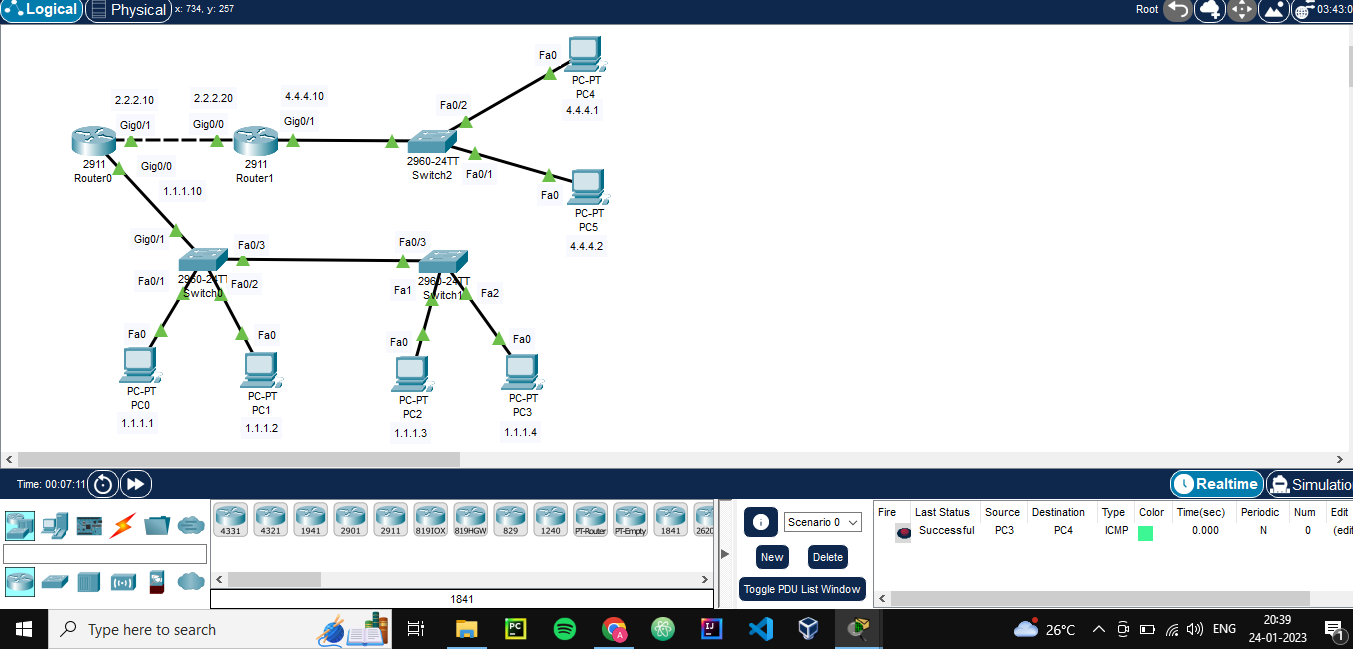 Logical Physical x: 734, y: 257 Root 03:43:0
Fa0
PC-PT
PC4
4.4.4.1
2.2.2.10 2.2.2.20 4.4.4.10
Fa0/2
Gig0/1 Gig0/0 Gig0/1
2911
Router0
2911
Router1
2960-24TT
Switch2
Gig0/0
Fa0/1
1.1.1.10
Fa0
PC-PT
PC5
4.4.4.2
Gig0/1
Fa0/3 Fa0/3
2960-24TT
Switch0
2960-24TT
Switch1
Fa0/1 Fa0/2
Fa1 Fa2
Fa0 Fa0 Fa0 Fa0
PC-PT
PC0
1.1.1.1
PC-PT
PC1
1.1.1.2
PC-PT
PC2
1.1.1.3
PC-PT
PC3
1.1.1.4
Time: 00:07:11 Realtime Simulatio
4331 4321 1941 2901 2911 819IOX 819HGW 829 1240 PT-Router PT-Empty 1841 2620
1841
Scenario 0
New Delete
Toggle PDU List Window
Fire Last Status Source Destination Type Color Time(sec) Periodic Num Edit
Successful PC3 PC4 ICMP 0.000 N 0 (edi
Type here to search
PC
IJ
A
26°C ENG
20:39
24-01-2023
1